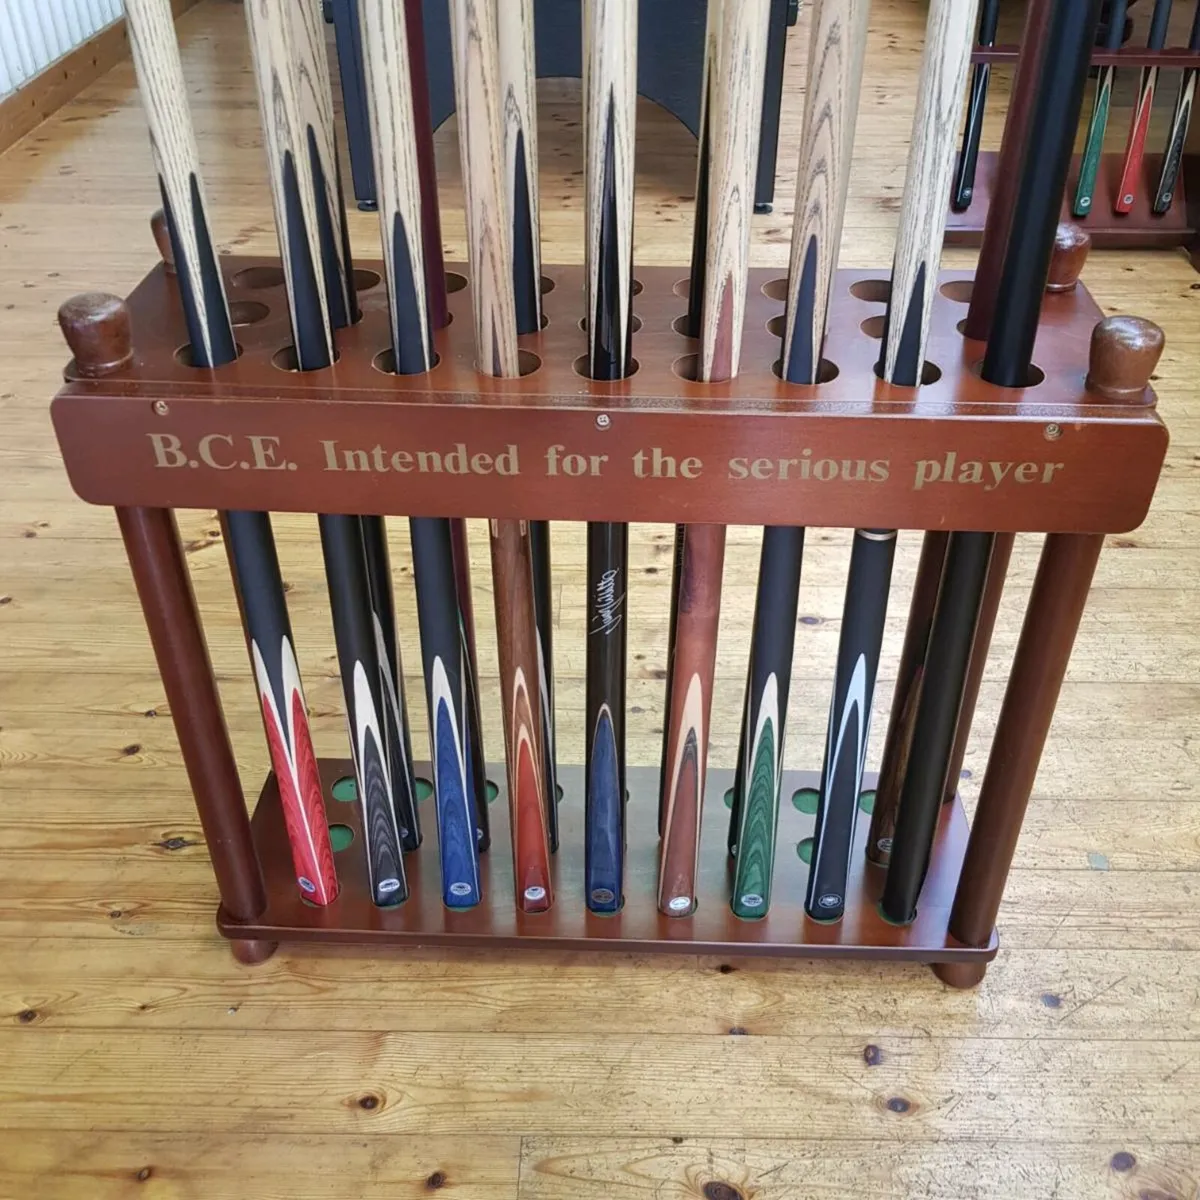 B.C.E. Intended for the serious player